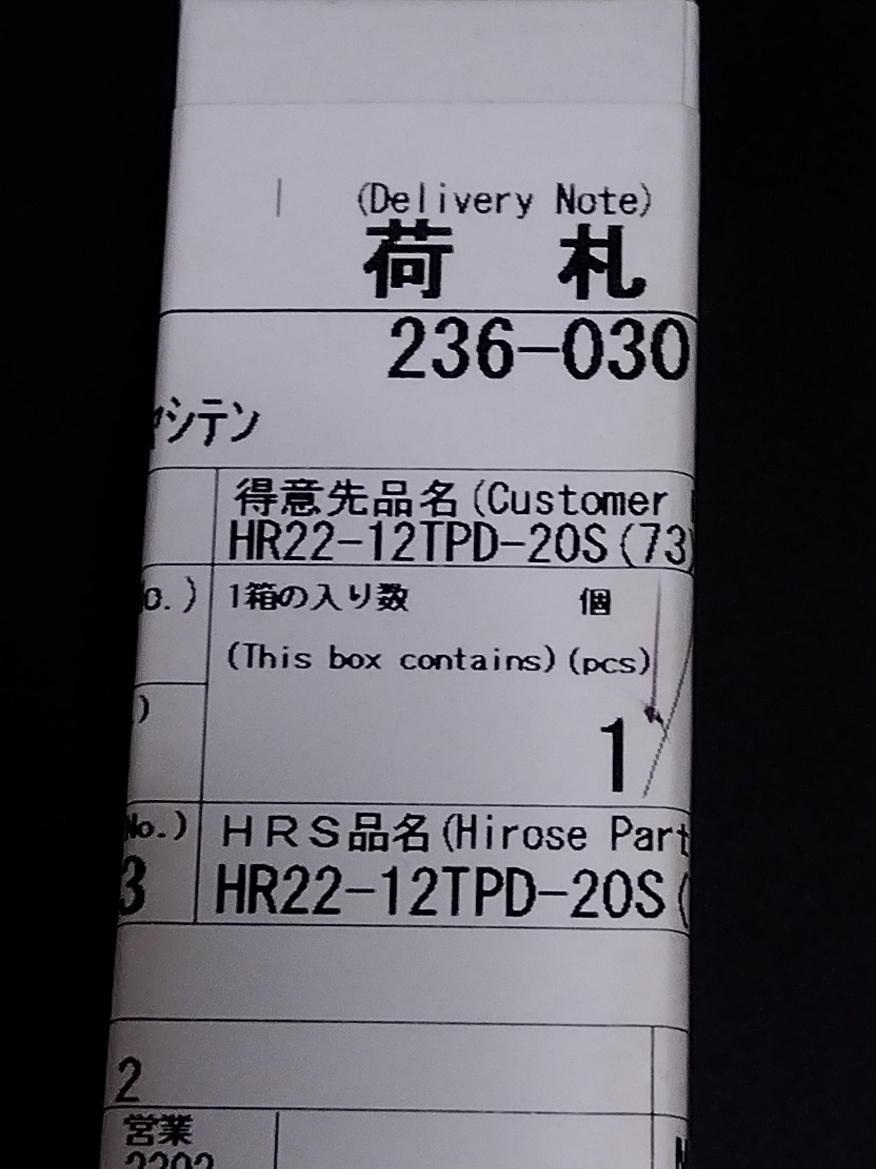 (Delivery Note)
荷 札
236-030
シテン
得意先品名(Customer
HR22-12TPD-20S(73)
o.) 1箱の入り数 個
(This box contains)(pcs)
)
1
No.) HRS品名(Hirose Part
3 HR22-12TPD-20S(
2
営業